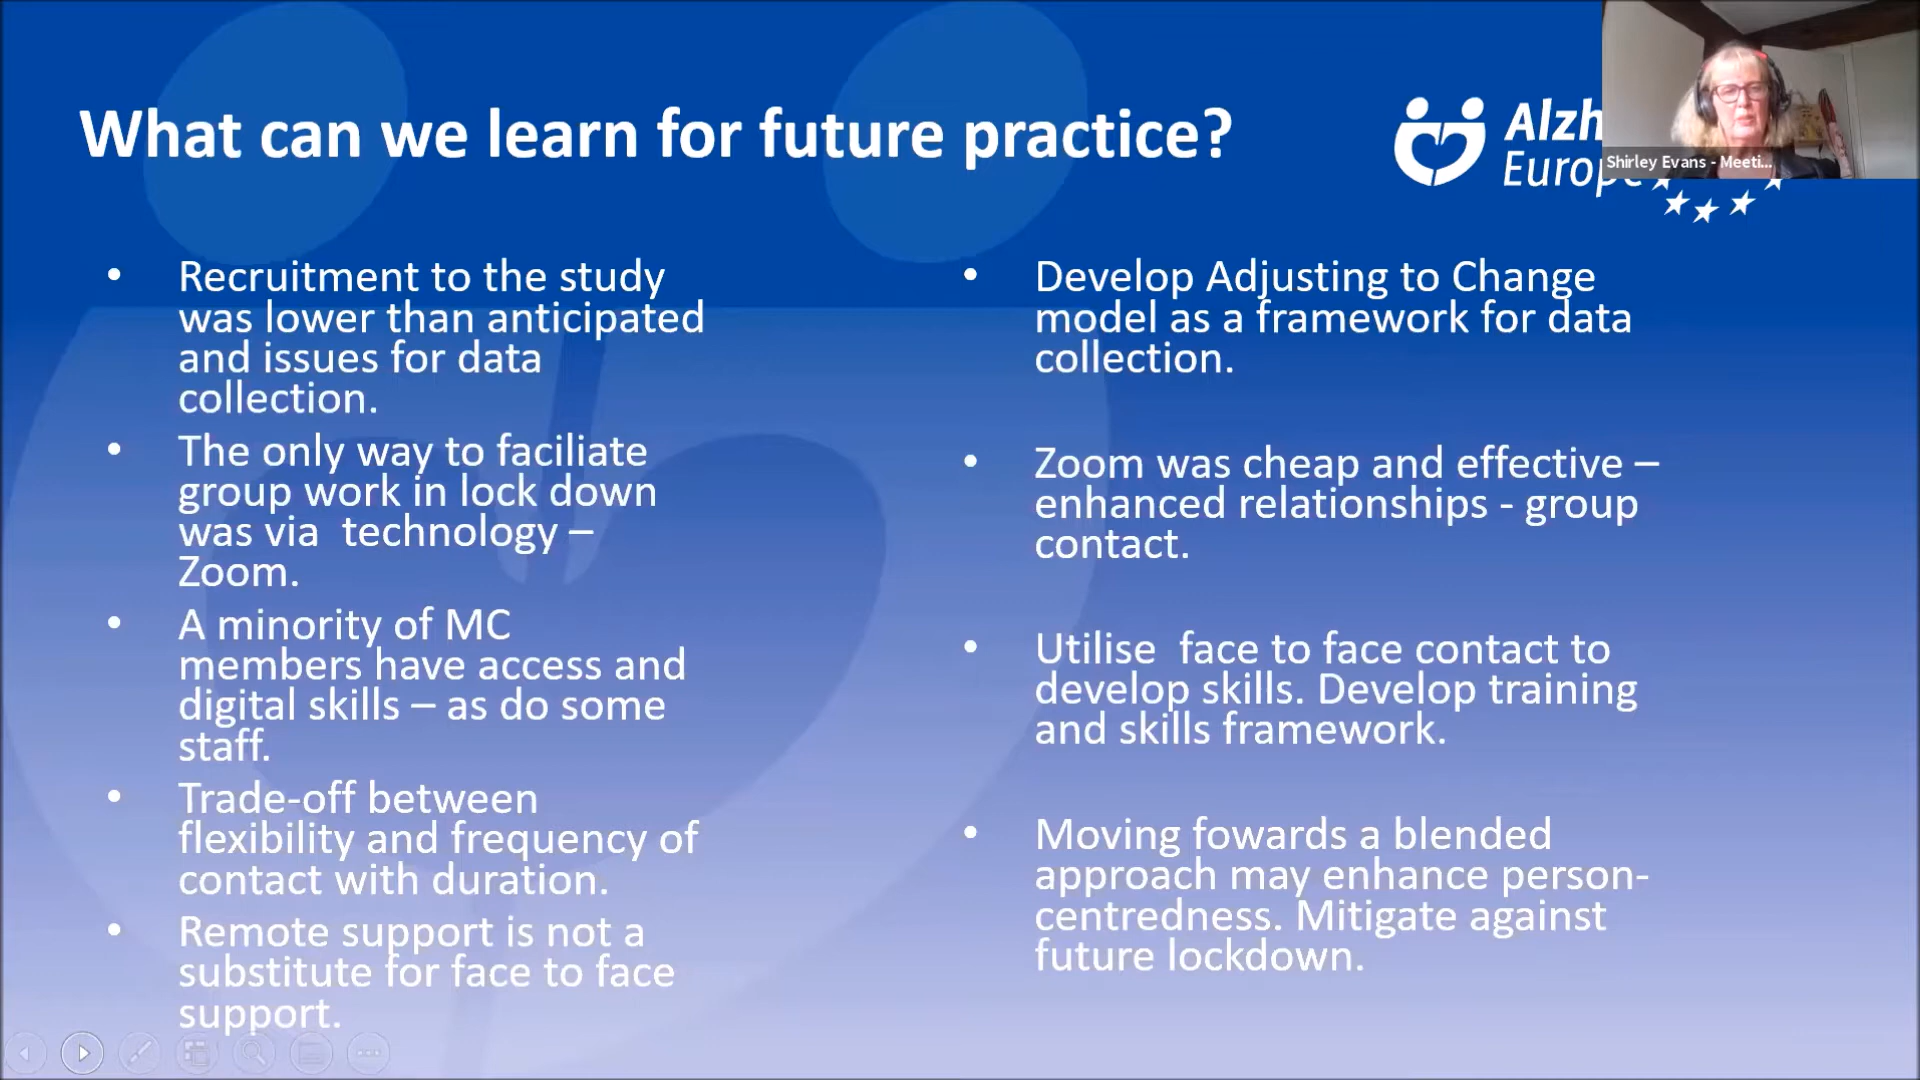 What can we learn for future practice?
Alzh
Europe
Shirley Evans - Meeti...
• Recruitment to the study
was lower than anticipated
and issues for data
collection.
• The only way to faciliate
group work in lock down
was via technology –
Zoom.
• A minority of MC
members have access and
digital skills – as do some
staff.
• Trade-off between
flexibility and frequency of
contact with duration.
• Remote support is not a
substitute for face to face
support.
• Develop Adjusting to Change
model as a framework for data
collection.
• Zoom was cheap and effective –
enhanced relationships - group
contact.
• Utilise face to face contact to
develop skills. Develop training
and skills framework.
• Moving fowards a blended
approach may enhance person-
centredness. Mitigate against
future lockdown.